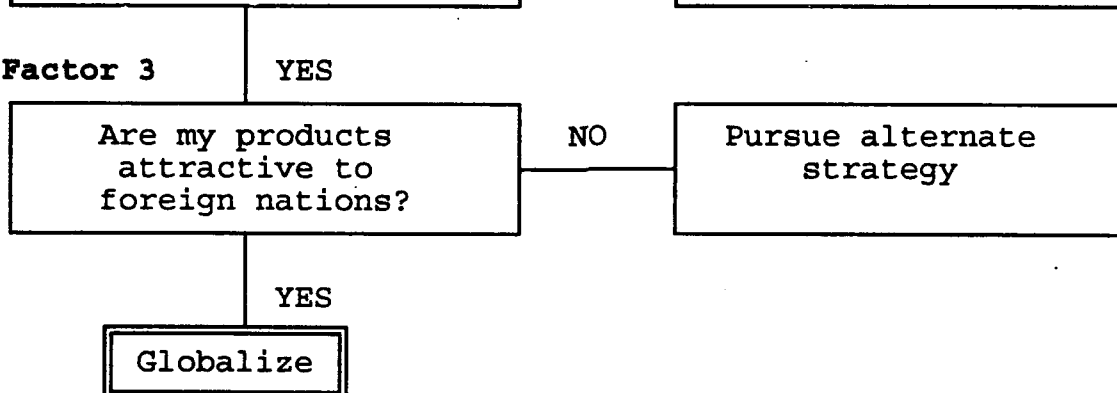 Factor 3
YES
Are my products
attractive to
foreign nations?
NO
Pursue alternate
strategy
YES
Globalize